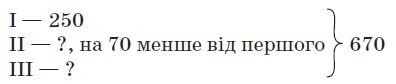 I — 250
II — ?, на 70 менше від першого } 670
III — ?